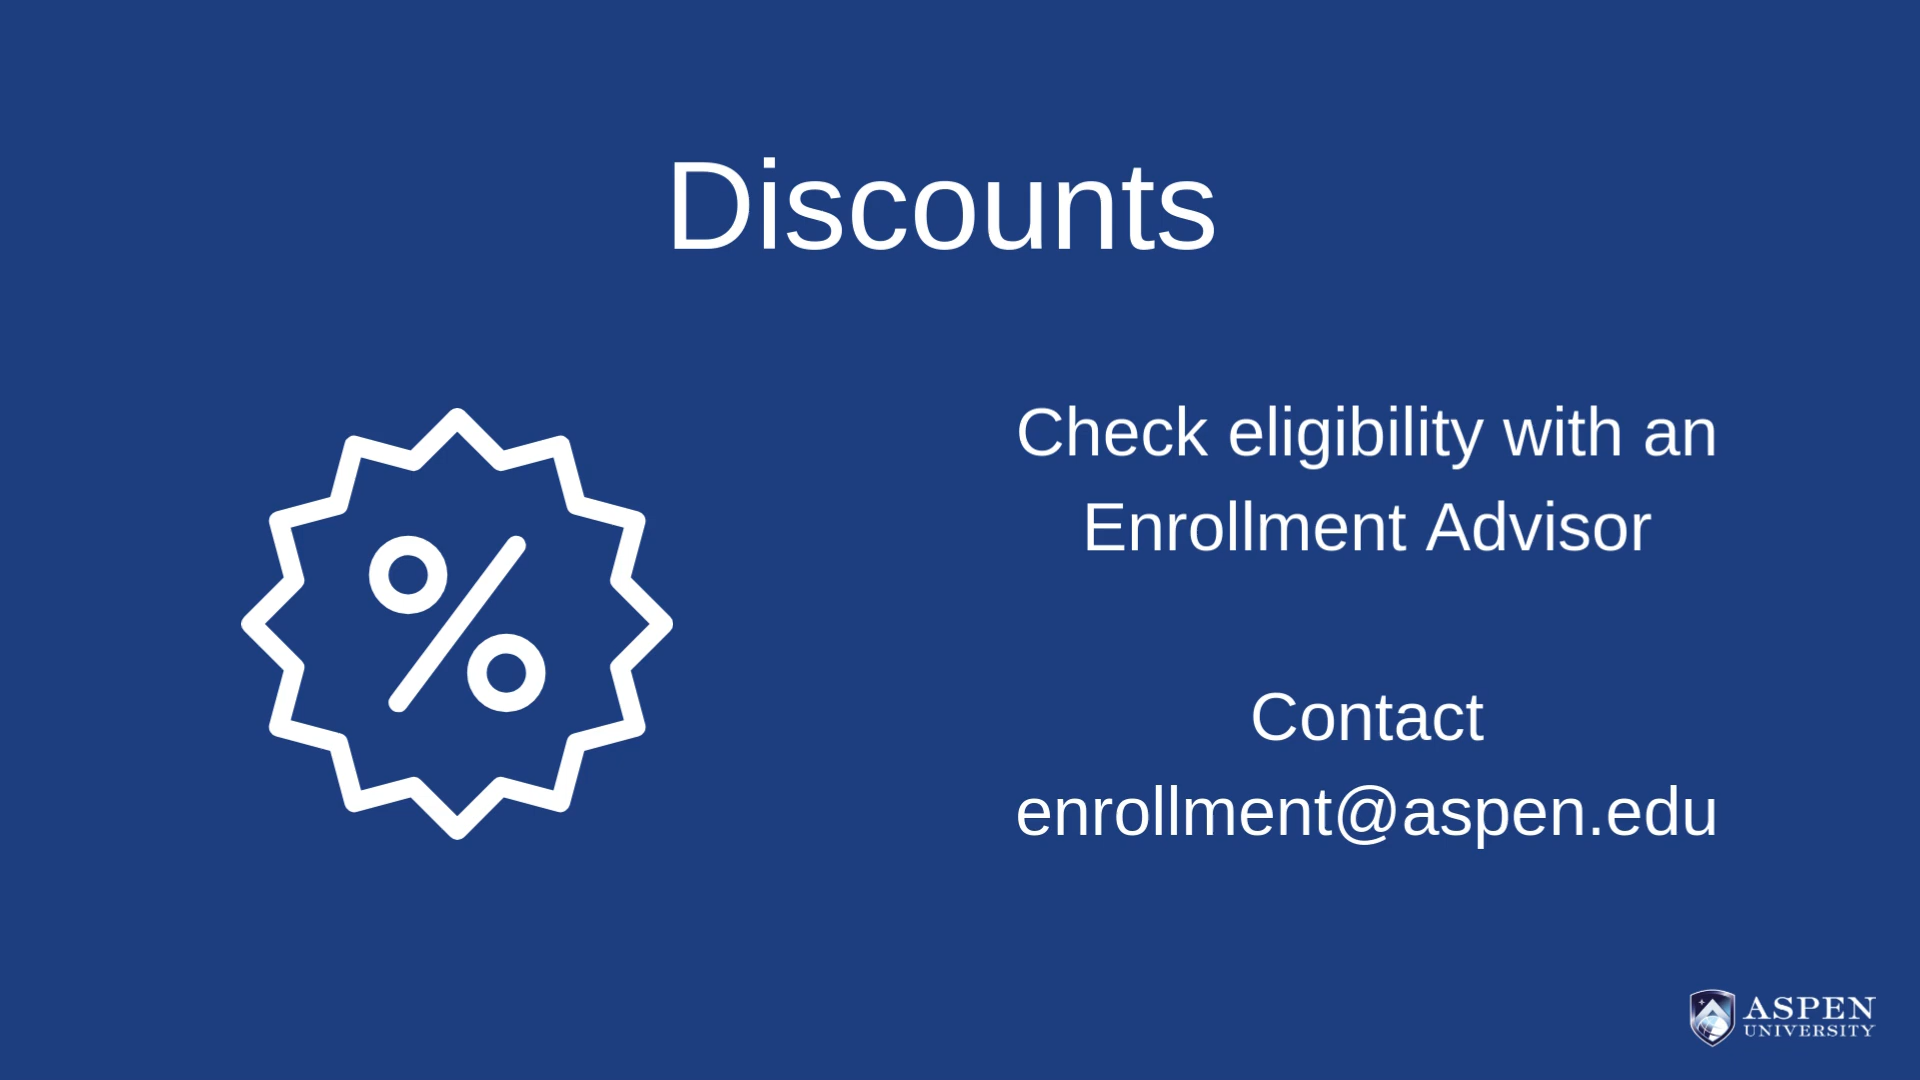 Discounts
%
Check eligibility with an
Enrollment Advisor
Contact
enrollment@aspen.edu
ASPEN
UNIVERSITY